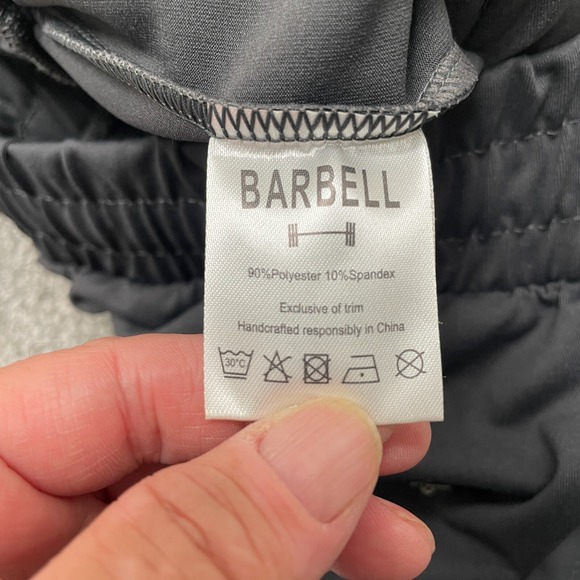 BARBELL
90%Polyester 10%Spandex
Exclusive of trim
Handcrafted responsibly in China
30°C